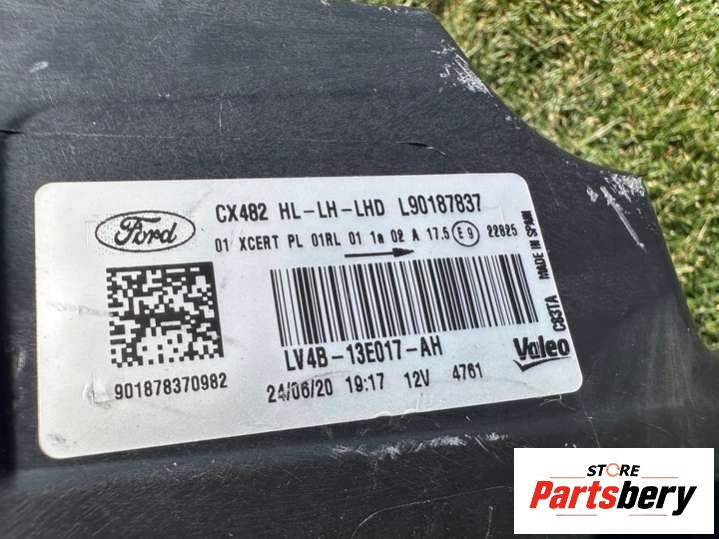 Ford
CX482 HL-LH-LHD L90187837
01 XCERT PL 01RL 01 1a 02 A 17.5 E9 22825
MADE IN SPAIN
C83TA
LV4B-13E017-AH
Valeo
901878370982
24/06/20 19:17 12V 4761
STORE
Partsbery